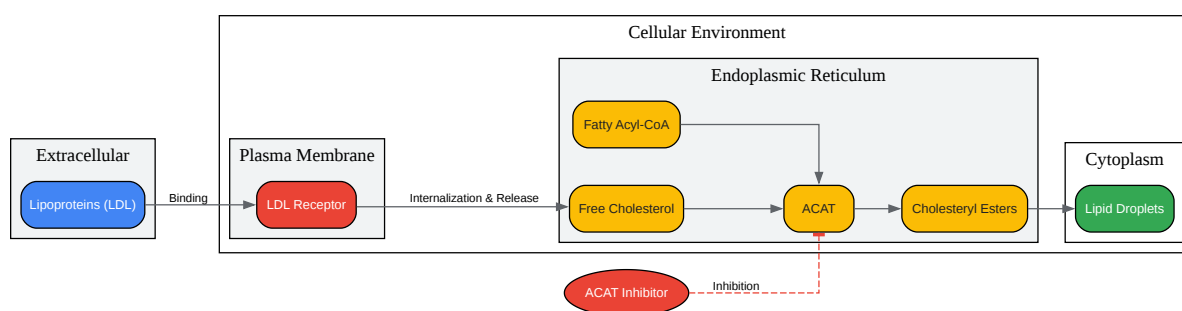 Cellular Environment
Endoplasmic Reticulum
Fatty Acyl-CoA
Extracellular
Plasma Membrane
Cytoplasm
Lipoproteins (LDL)
Binding
LDL Receptor
Internalization & Release
Free Cholesterol
ACAT
Cholesteryl Esters
Lipid Droplets
ACAT Inhibitor
Inhibition